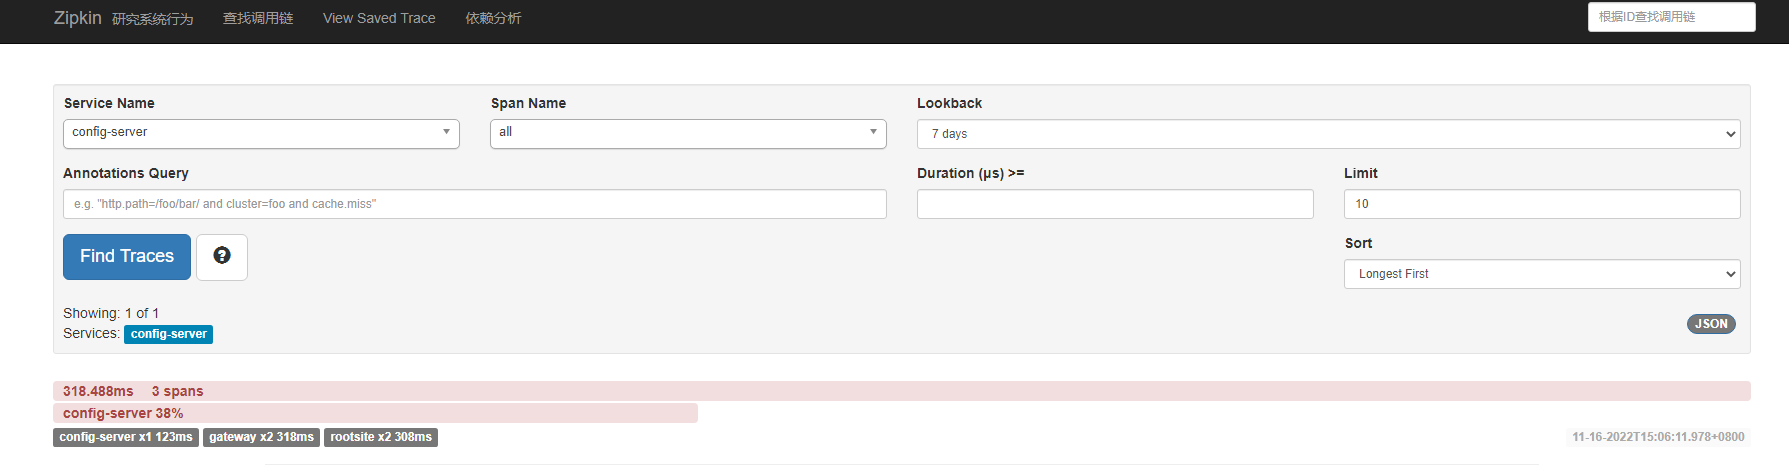 Zipkin 研究系统行为 查找调用链 View Saved Trace 依赖分析 根据ID查找调用链
Service Name Span Name Lookback
config-server all 7 days
Annotations Query Duration (μs) >= Limit
e.g. "http.path=/foo/bar/ and cluster=foo and cache.miss" 10
Find Traces ? Sort
Longest First
Showing: 1 of 1
Services: config-server JSON
318.488ms 3 spans
config-server 38%
config-server x1 123ms gateway x2 318ms rootsite x2 308ms 11-16-2022T15:06:11.978+0800